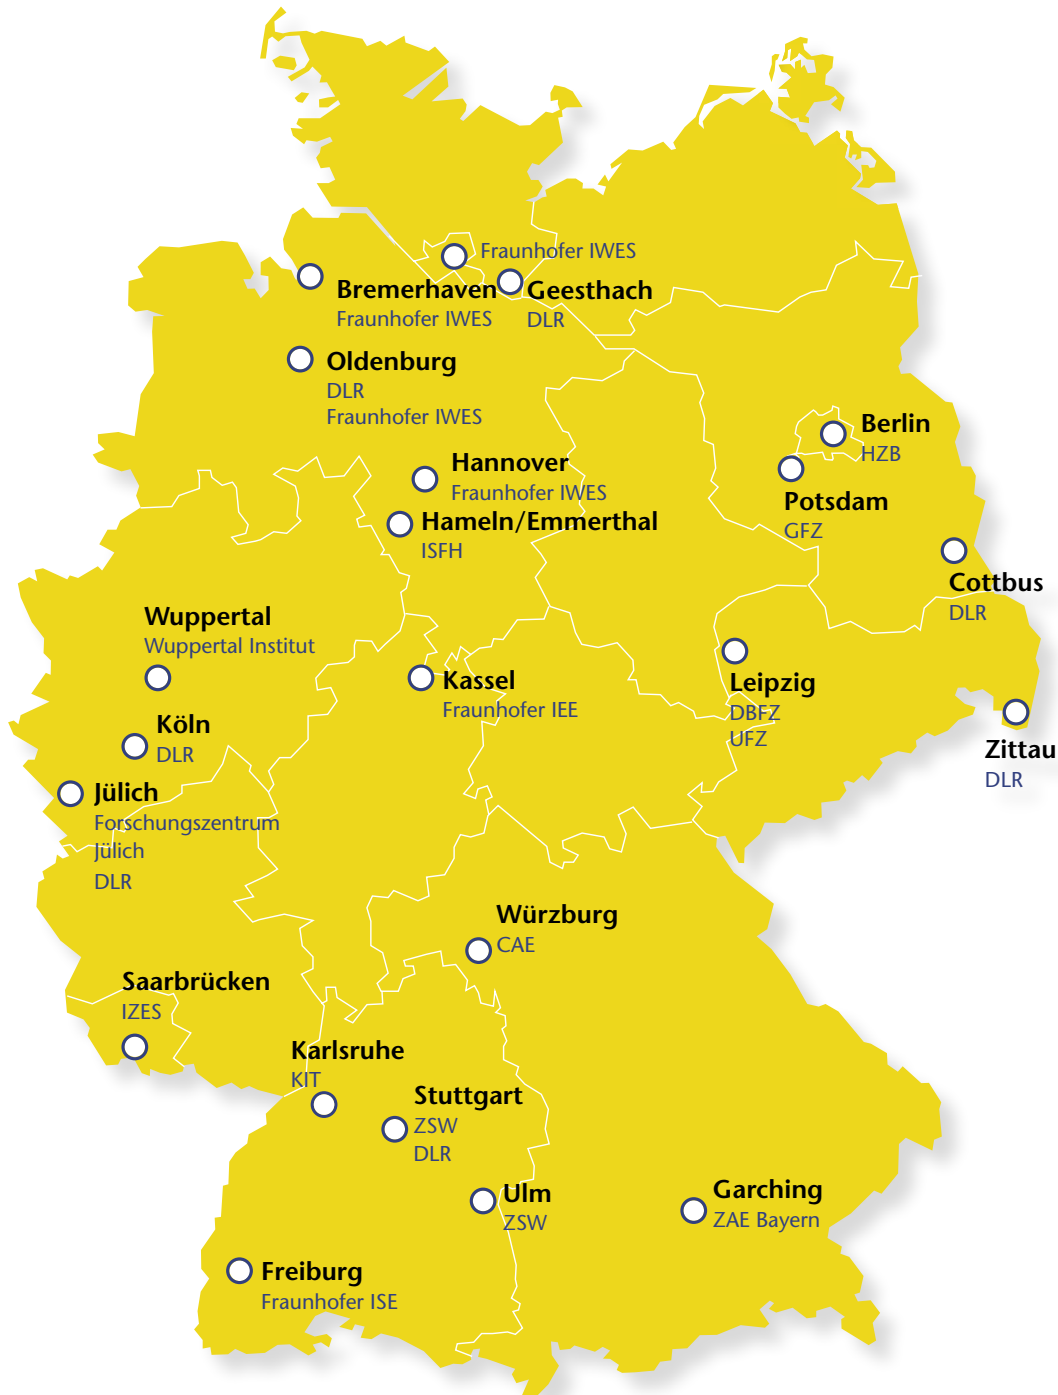 Fraunhofer IWES
Bremerhaven
Fraunhofer IWES
Geesthach
DLR
Oldenburg
DLR
Fraunhofer IWES
Berlin
HZB
Hannover
Fraunhofer IWES
Potsdam
GFZ
Hameln/Emmerthal
ISFH
Cottbus
DLR
Wuppertal
Wuppertal Institut
Kassel
Fraunhofer IEE
Leipzig
DBFZ
UFZ
Köln
DLR
Zittau
DLR
Jülich
Forschungszentrum
Jülich
DLR
Würzburg
CAE
Saarbrücken
IZES
Karlsruhe
KIT
Stuttgart
ZSW
DLR
Ulm
ZSW
Garching
ZAE Bayern
Freiburg
Fraunhofer ISE